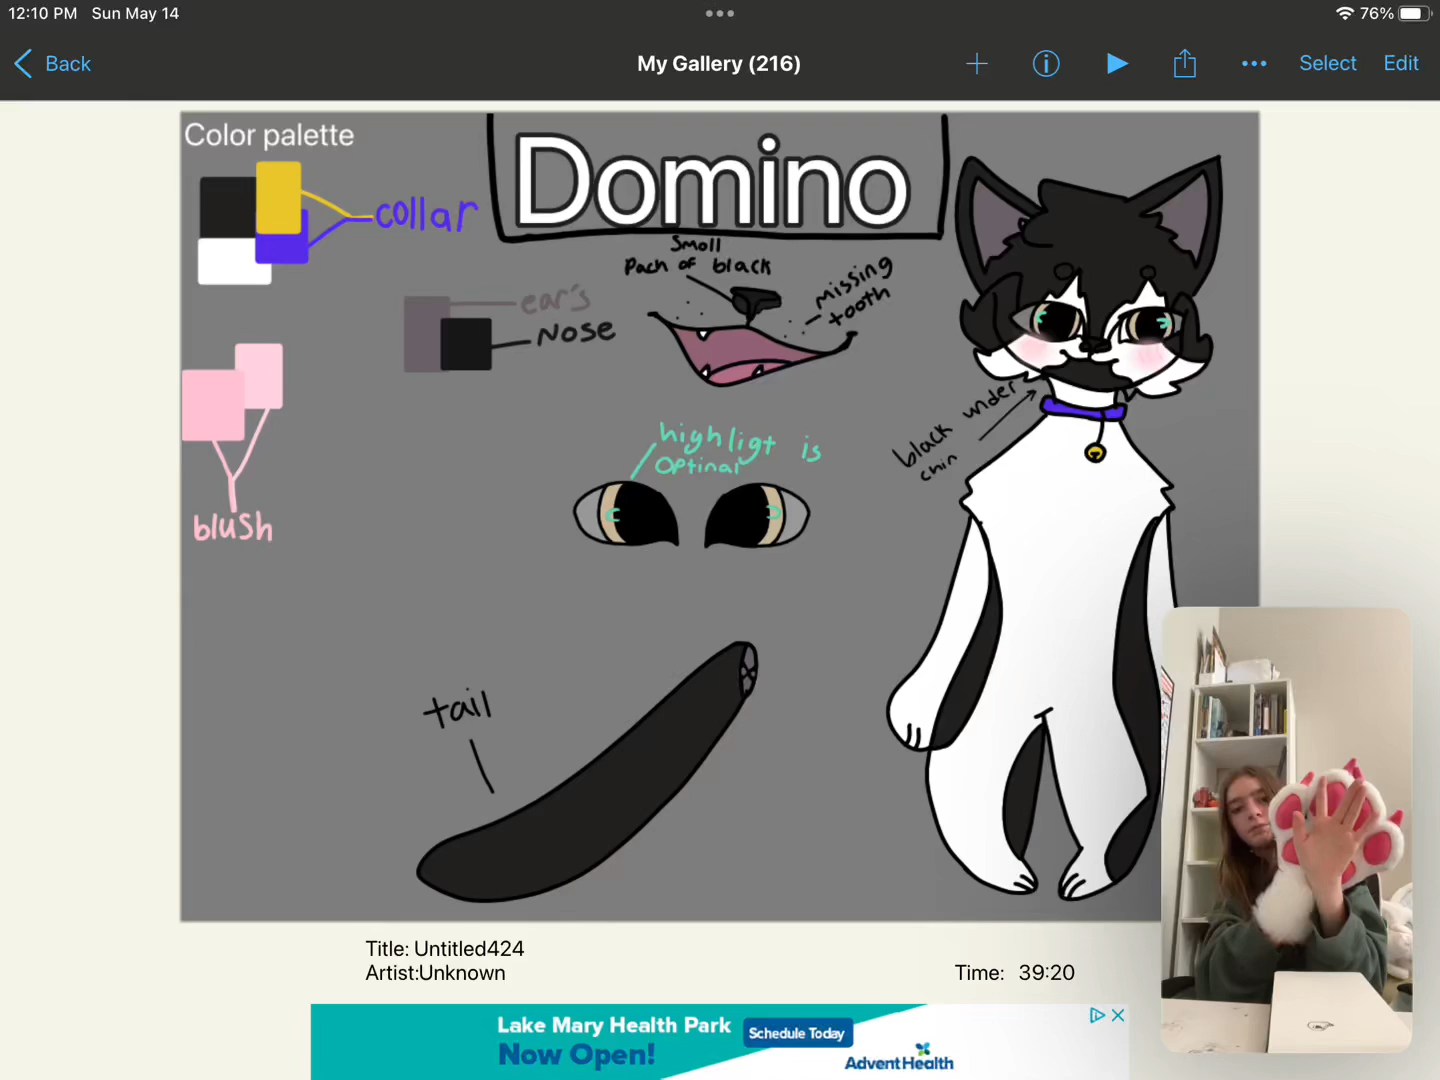 12:10 PM Sun May 14
76%
Back
My Gallery (216)
Select
Edit
Color palette
Domino
collar
Small
Pach of black
missing
tooth
ear's
Nose
highligt is
optinal
black under
chin
blush
tail
Title: Untitled424
Artist:Unknown
Time: 39:20
Lake Mary Health Park
Now Open!
Schedule Today
AdventHealth